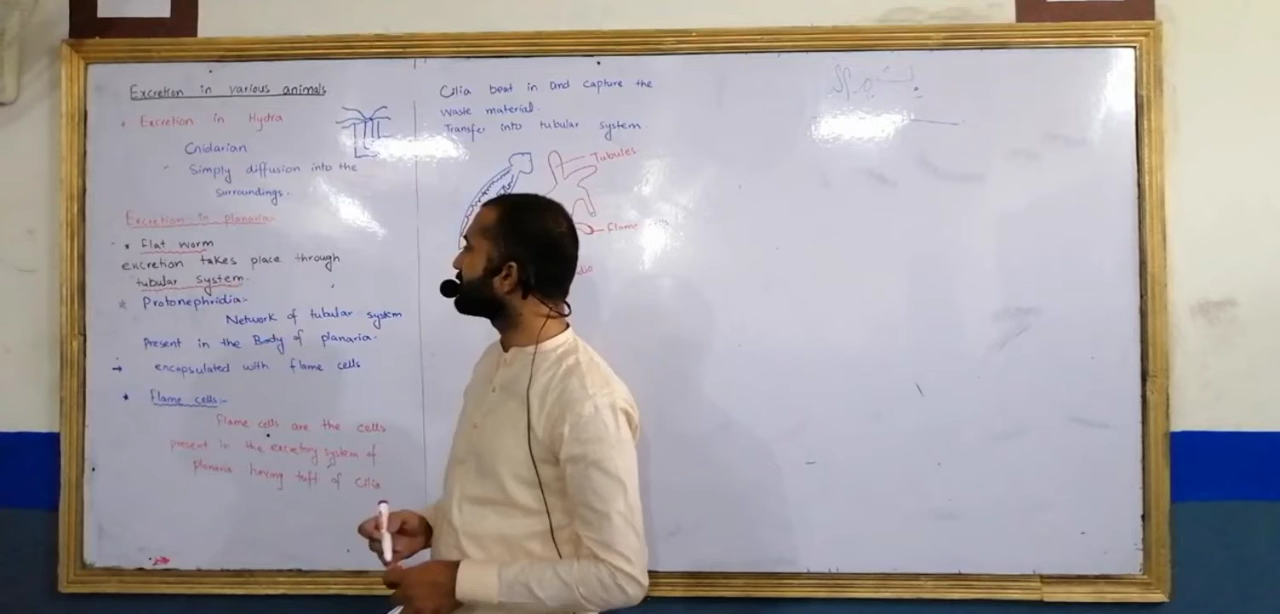 Excretion in various animals
Excretion in Hydra
Cnidarian
Simply diffusion into the
surroundings.
Excretion in planaria
* flat worm
excretion takes place through
tubular system.
* Protonephridia:-
Network of tubular system
Present in the Body of planaria.
→ encapsulated with flame cells
* Flame cells:-
Flame cells are the cells
present in the excretory system of
planaria having tuft of cilia
Cilia beat in and capture the
waste material.
Transfer into tubular system.
Tubules
Flame